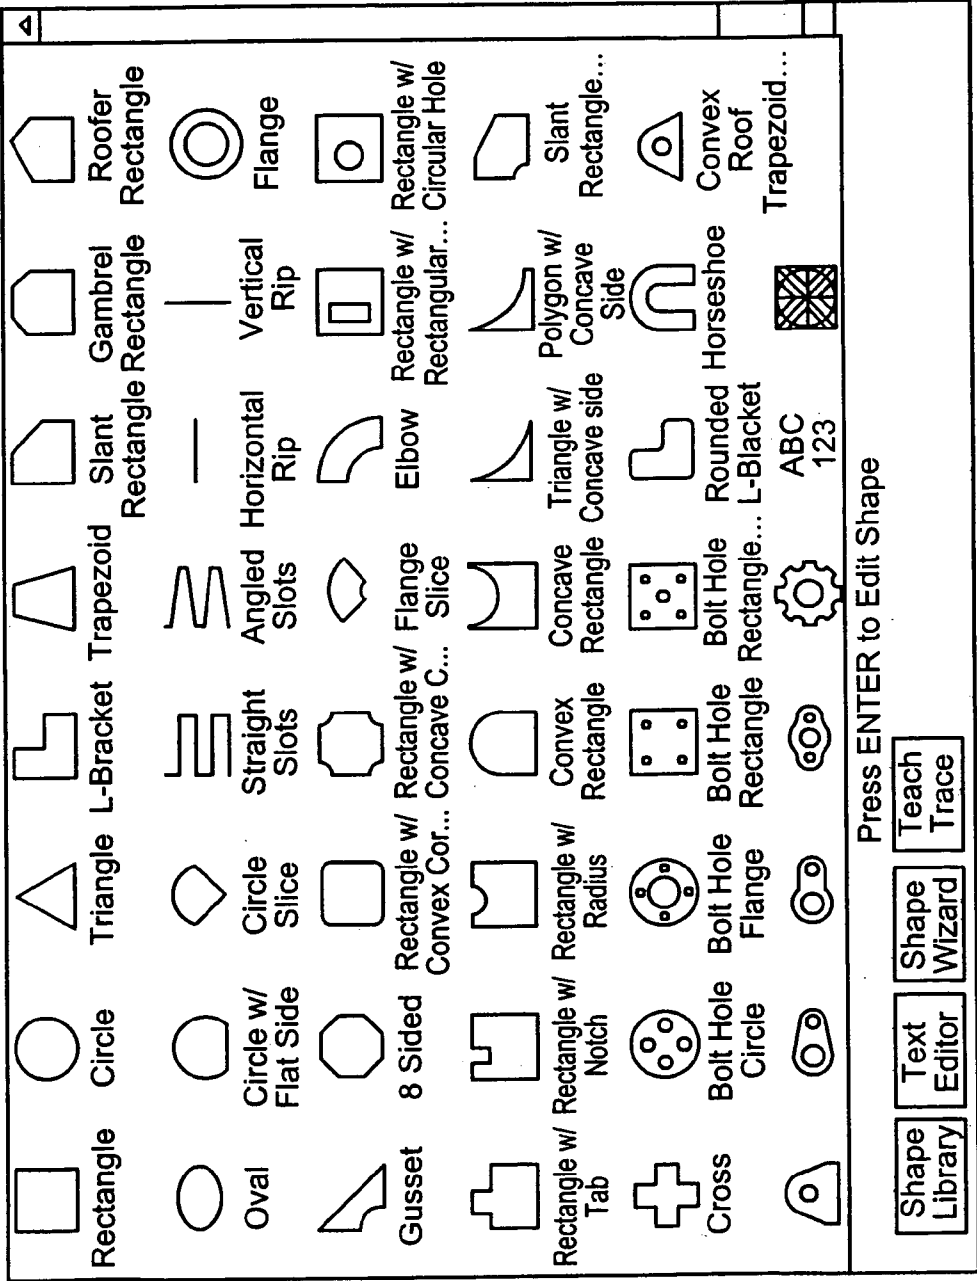 Rectangle
Circle
Triangle
L-Bracket
Trapezoid
Slant
Rectangle
Gambrel
Rectangle
Roofer
Rectangle
Oval
Circle w/
Flat Side
Circle
Slice
Straight
Slots
Angled
Slots
Horizontal
Rip
Vertical
Rip
Flange
Gusset
8 Sided
Rectangle w/
Convex Cor...
Rectangle w/
Concave C...
Flange
Slice
Elbow
Rectangle w/
Rectangular...
Rectangle w/
Circular Hole
Rectangle w/
Tab
Rectangle w/
Notch
Rectangle w/
Radius
Convex
Rectangle
Concave
Rectangle
Triangle w/
Concave side
Polygon w/
Concave
Side
Slant
Rectangle...
Cross
Bolt Hole
Circle
Bolt Hole
Flange
Bolt Hole
Rectangle
Bolt Hole
Rectangle...
Rounded
L-Blacket
Horseshoe
Convex
Roof
Trapezoid...
ABC
123
Press ENTER to Edit Shape
Shape
Library
Text
Editor
Shape
Wizard
Teach
Trace